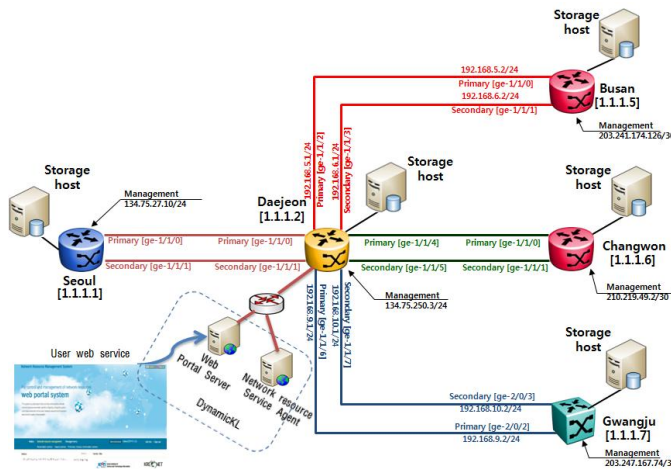 Storage
host
192.168.5.2/24
Primary [ge-1/1/0]
192.168.6.2/24
Secondary [ge-1/1/1]
Busan
[1.1.1.5]
Management
203.241.174.126/30
192.168.5.1/24
Primary [ge-1/1/2]
192.168.6.1/24
Secondary [ge-1/1/3]
Storage
host
Management
134.75.27.10/24
Daejeon
[1.1.1.2]
Storage
host
Storage
host
Primary [ge-1/1/0]
Primary [ge-1/1/0]
Secondary [ge-1/1/1]
Secondary [ge-1/1/1]
Seoul
[1.1.1.1]
Primary [ge-1/1/4]
Primary [ge-1/1/0]
Secondary [ge-1/1/5]
Secondary [ge-1/1/1]
Changwon
[1.1.1.6]
Management
210.219.49.2/30
Management
134.75.250.3/24
192.168.9.1/24
Primary [ge-1/1/6]
192.168.10.1/24
Secondary [ge-1/1/7]
User web service
web portal system
Web
Portal Server
Network resource
Service Agent
DynamicKL
Storage
host
Secondary [ge-2/0/3]
192.168.10.2/24
Primary [ge-2/0/2]
192.168.9.2/24
Gwangju
[1.1.1.7]
Management